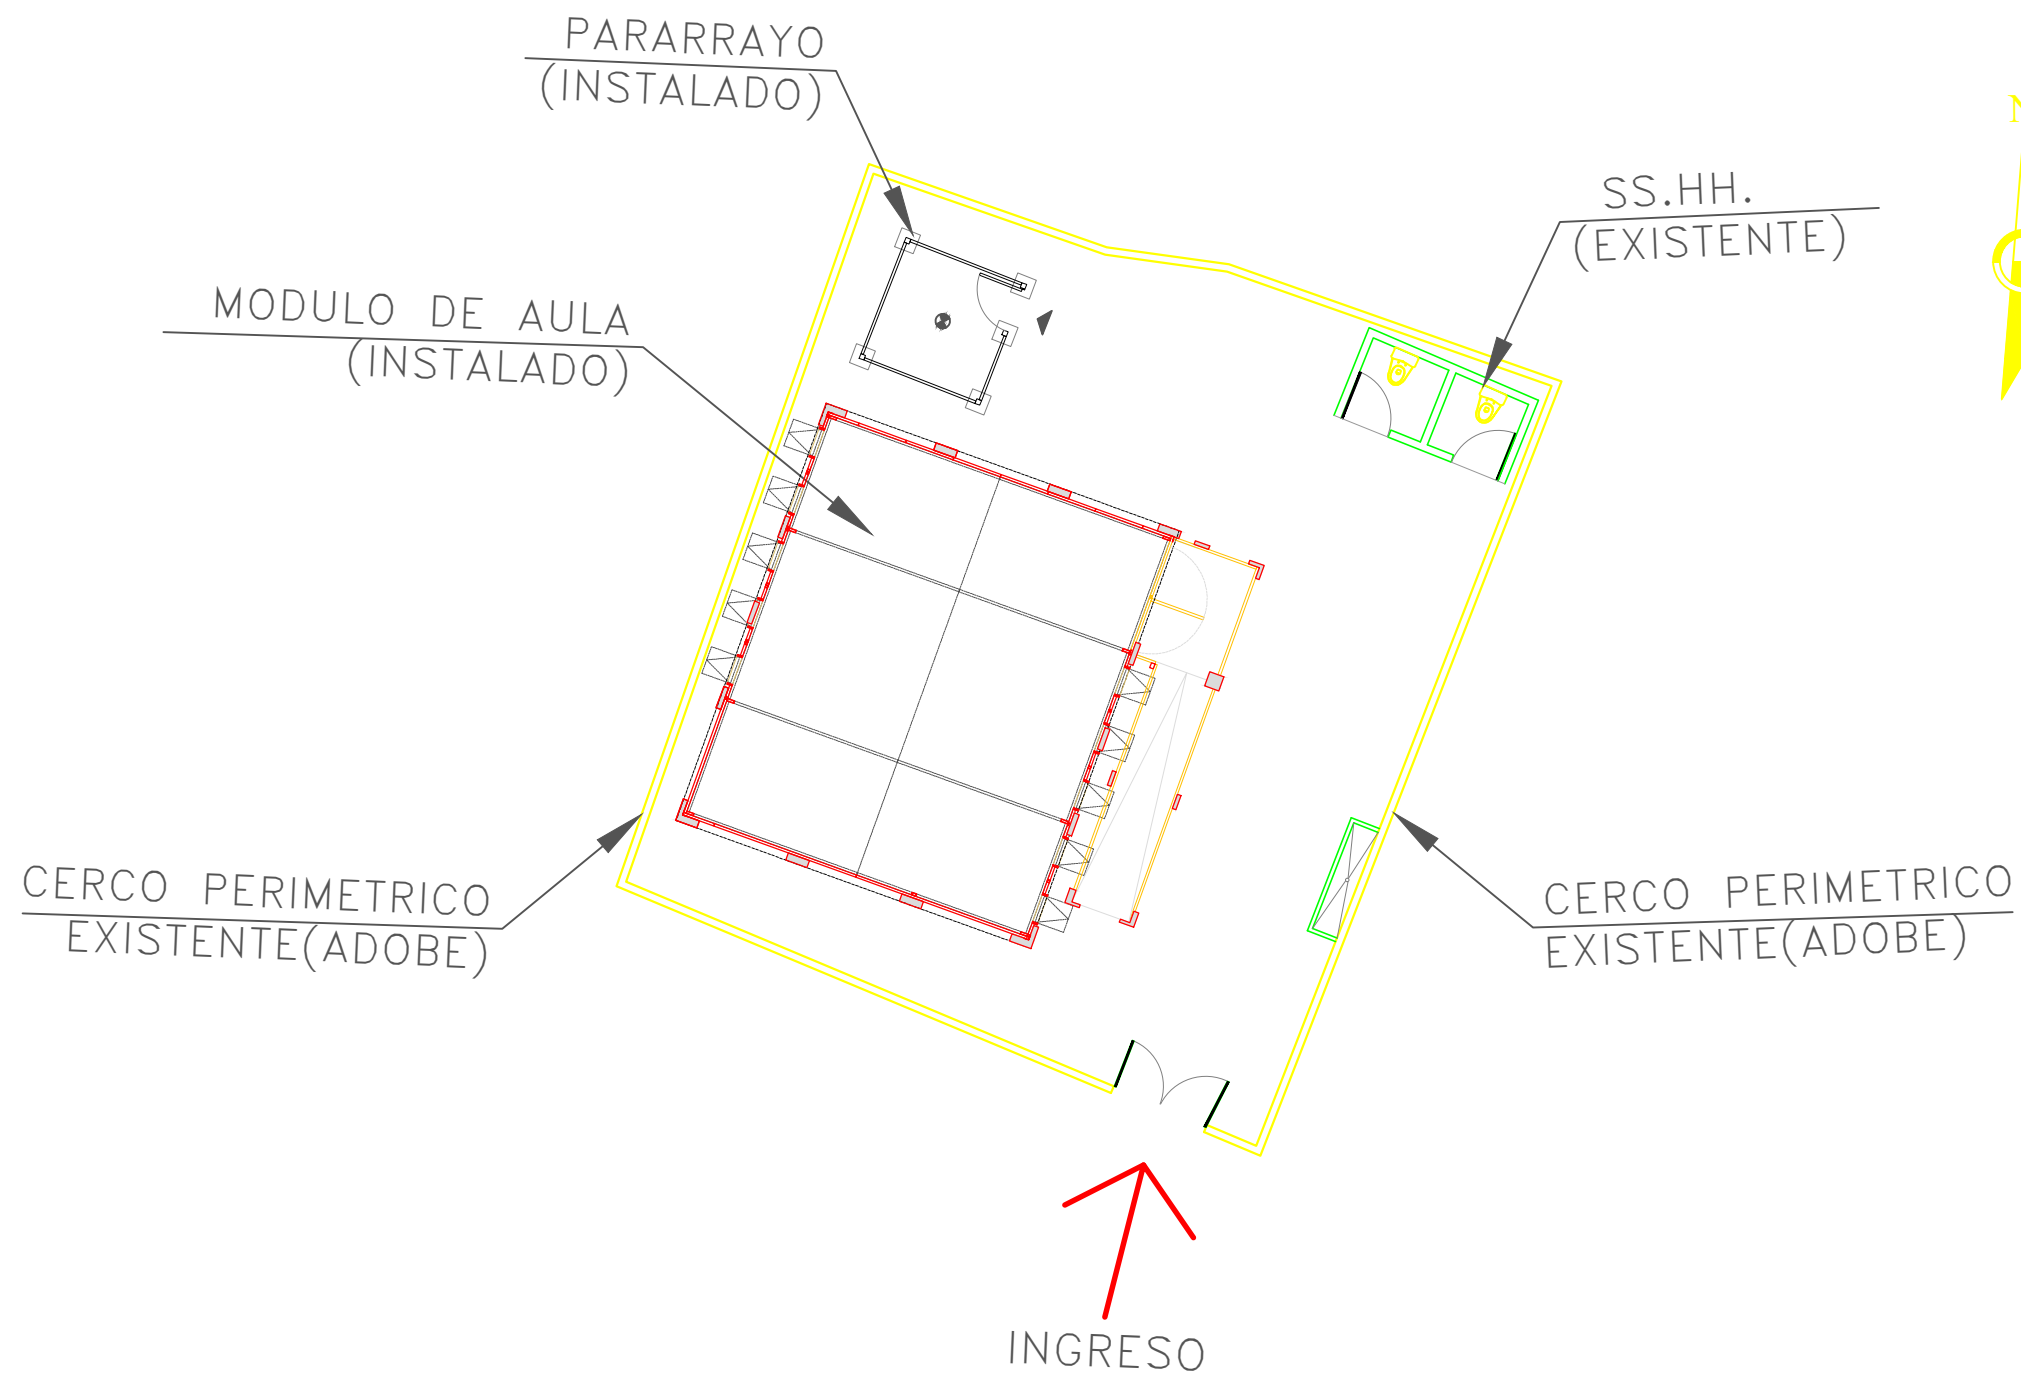 PARARRAYO
(INSTALADO)
SS.HH.
(EXISTENTE)
MODULO DE AULA
(INSTALADO)
CERCO PERIMETRICO
EXISTENTE(ADOBE)
CERCO PERIMETRICO
EXISTENTE(ADOBE)
INGRESO